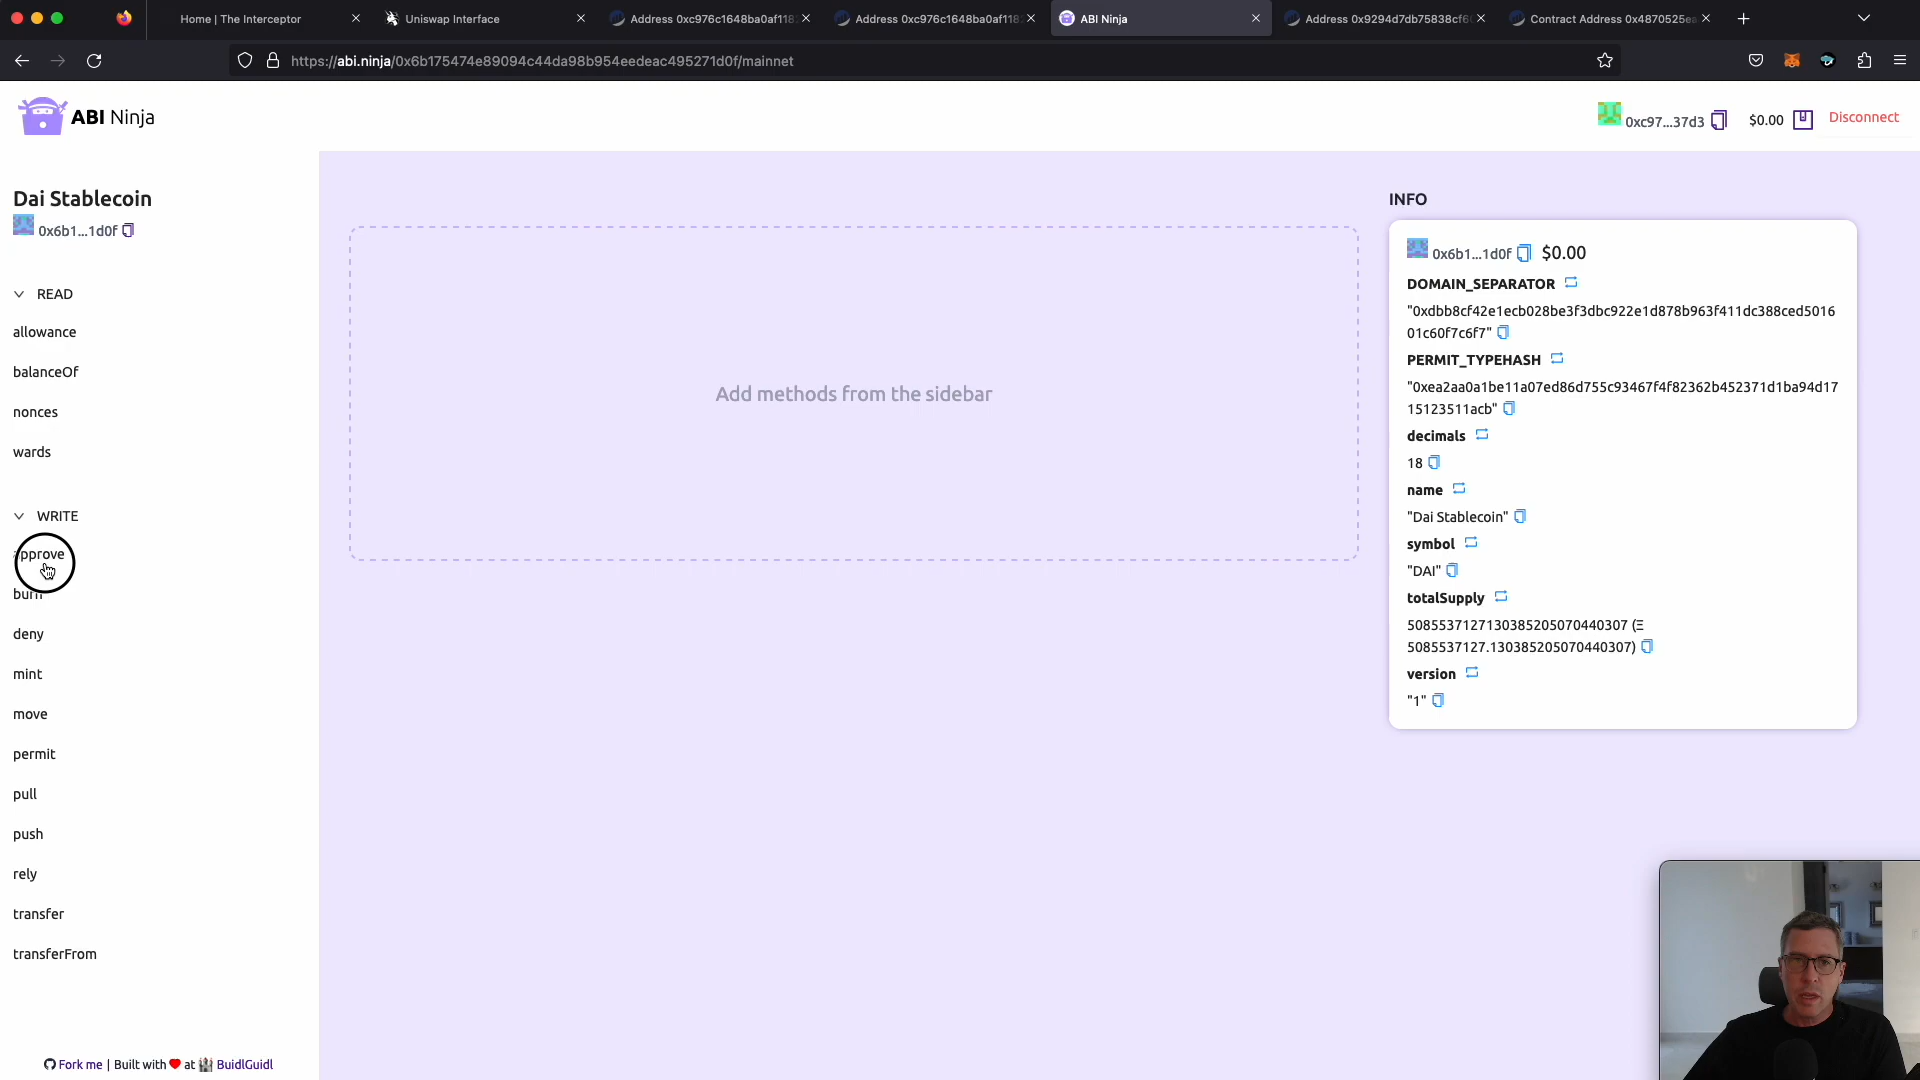 Home | The Interceptor
Uniswap Interface
Address 0xc976c1648ba0af118
Address 0xc976c1648ba0af118
ABI Ninja
Address 0x9294d7db75838cf6
Contract Address 0x4870525ea
https://abi.ninja/0x6b175474e89094c44da98b954eedeac495271d0f/mainnet
ABI Ninja
0xc97...37d3
$0.00
Disconnect
Dai Stablecoin
0x6b1...1d0f
READ
allowance
balanceOf
nonces
wards
WRITE
approve
burn
deny
mint
move
permit
pull
push
rely
transfer
transferFrom
Fork me | Built with ❤ at BuidlGuidl
Add methods from the sidebar
INFO
0x6b1...1d0f $0.00
DOMAIN_SEPARATOR
"0xdbb8cf42e1ecb028be3f3dbc922e1d878b963f411dc388ced5016
01c60f7c6f7"
PERMIT_TYPEHASH
"0xea2aa0a1be11a07ed86d755c93467f4f82362b452371d1ba94d17
15123511acb"
decimals
18
name
"Dai Stablecoin"
symbol
"DAI"
totalSupply
5085537127130385205070440307 (Ξ
5085537127.130385205070440307)
version
"1"